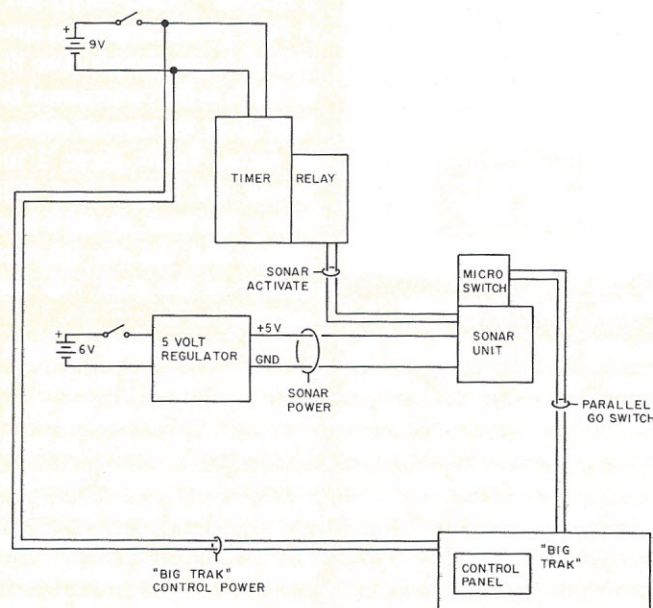 +
9V
TIMER
RELAY
SONAR
ACTIVATE
MICRO
SWITCH
+
6V
5 VOLT
REGULATOR
+5V
GND
SONAR
UNIT
SONAR
POWER
PARALLEL
GO SWITCH
"BIG TRAK"
CONTROL POWER
CONTROL
PANEL
"BIG
TRAK"